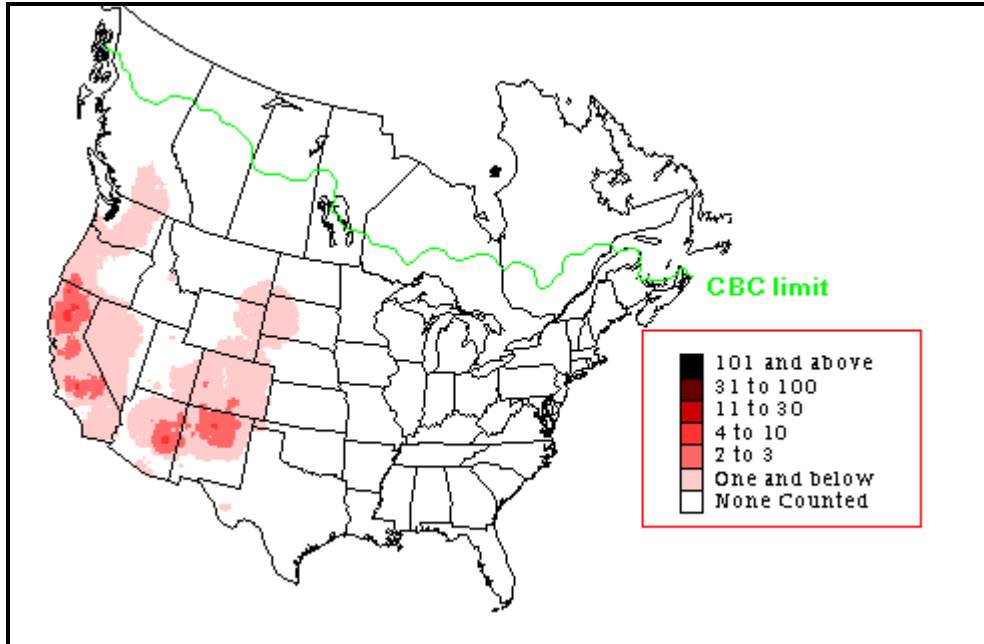 CBC limit
101 and above
31 to 100
11 to 30
4 to 10
2 to 3
One and below
None Counted